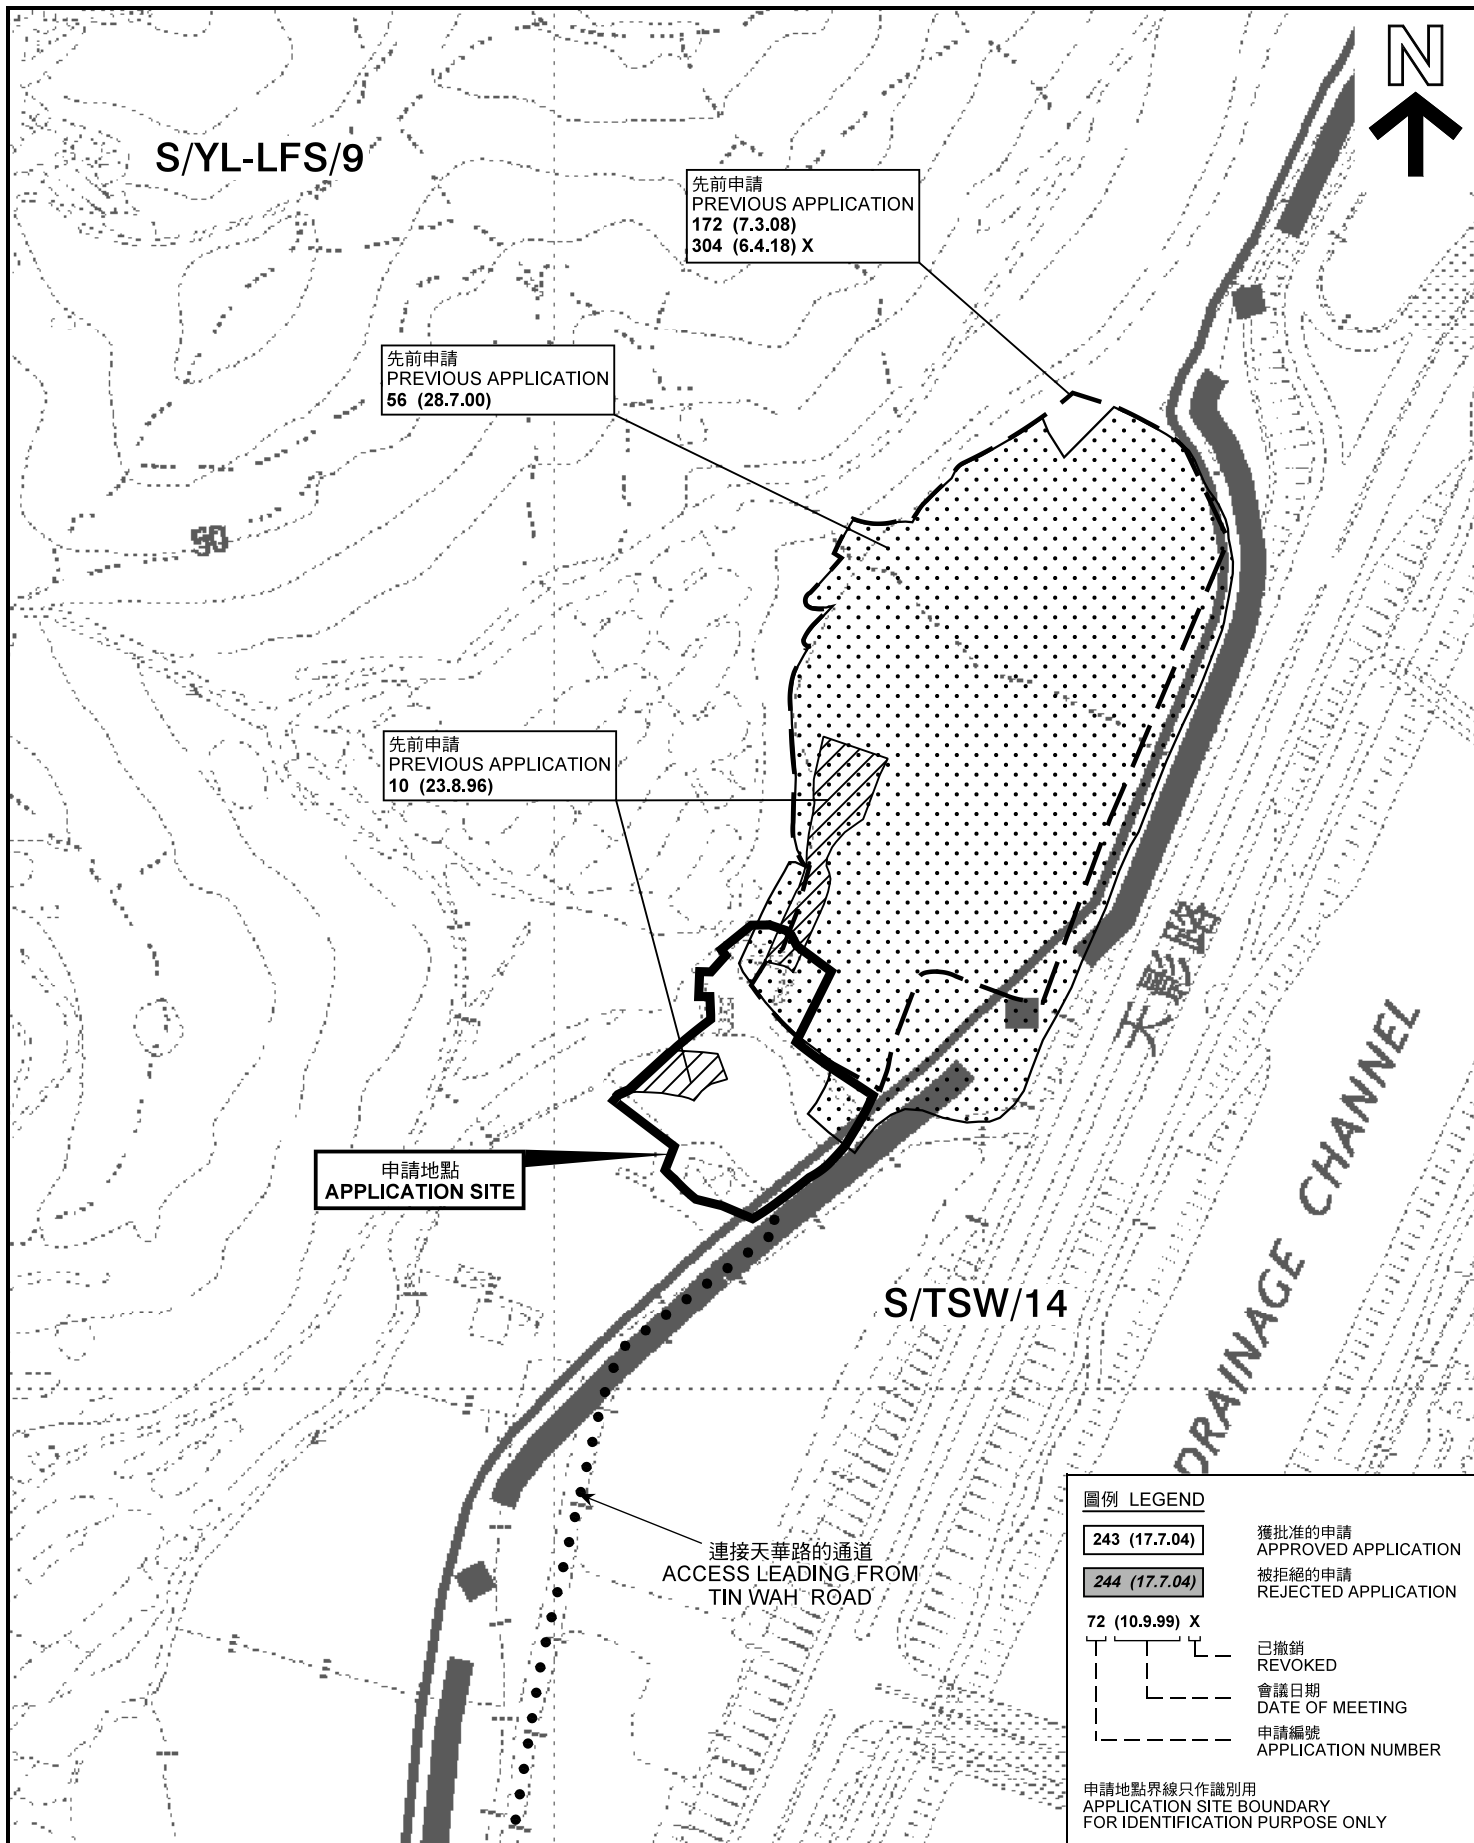 N
S/YL-LFS/9
先前申請
PREVIOUS APPLICATION
172 (7.3.08)
304 (6.4.18) X
先前申請
PREVIOUS APPLICATION
56 (28.7.00)
50
先前申請
PREVIOUS APPLICATION
10 (23.8.96)
天影路
申請地點
APPLICATION SITE
S/TSW/14
DRAINAGE CHANNEL
連接天華路的通道
ACCESS LEADING FROM
TIN WAH ROAD
圖例 LEGEND
243 (17.7.04)
獲批准的申請
APPROVED APPLICATION
244 (17.7.04)
被拒絕的申請
REJECTED APPLICATION
72 (10.9.99) X
已撤銷
REVOKED
會議日期
DATE OF MEETING
申請編號
APPLICATION NUMBER
申請地點界線只作識別用
APPLICATION SITE BOUNDARY
FOR IDENTIFICATION PURPOSE ONLY